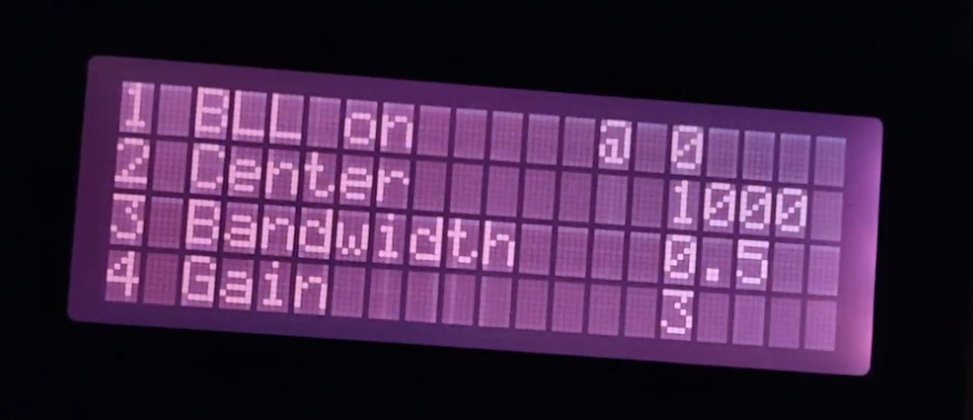 1 BLL on @ 0
2 Center 1000
3 Bandwidth 0.5
4 Gain 3